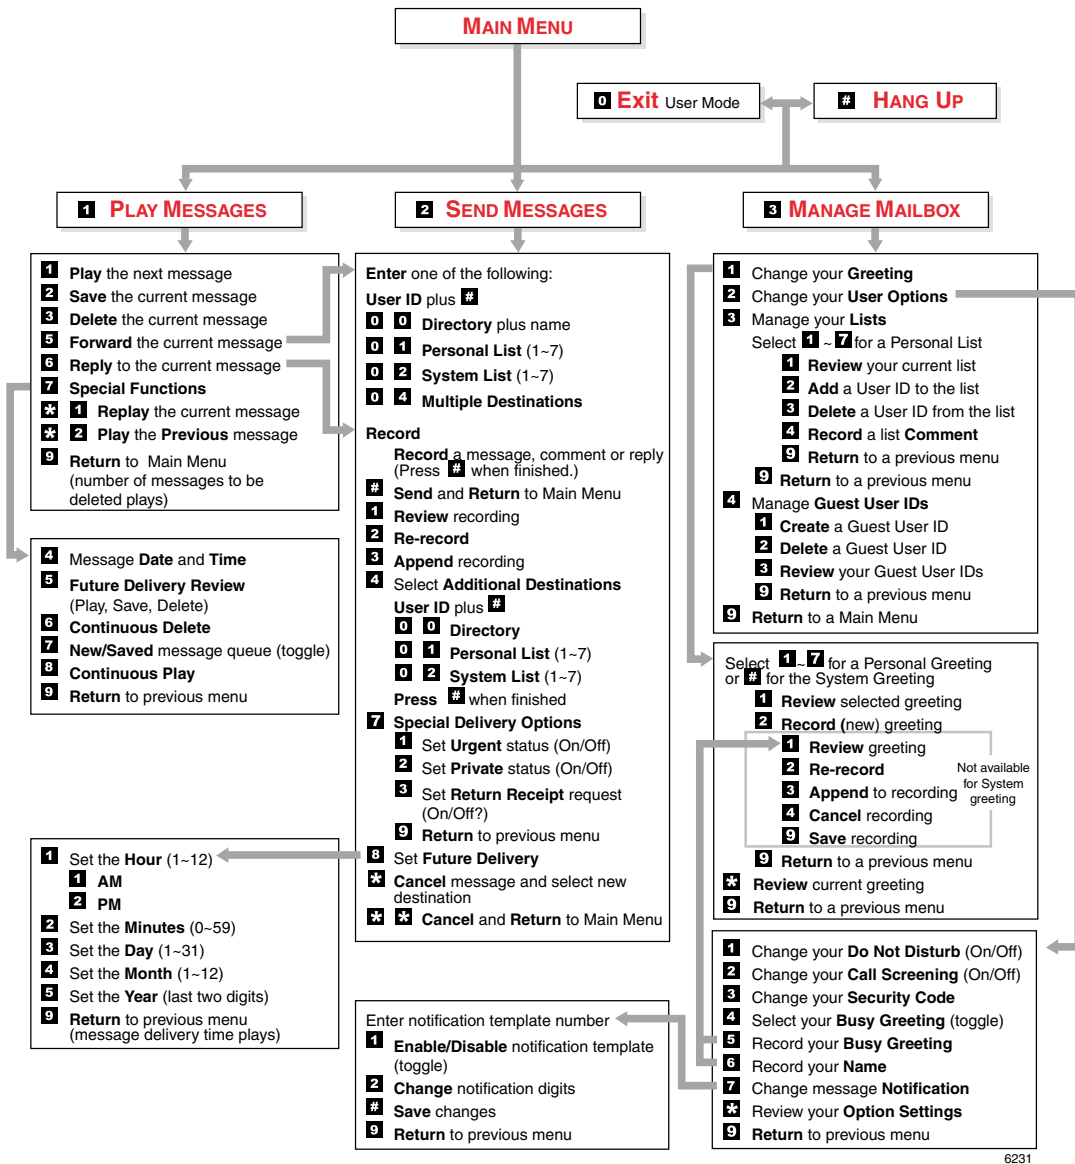 MAIN MENU
0 Exit User Mode
# HANG UP
1 PLAY MESSAGES
2 SEND MESSAGES
3 MANAGE MAILBOX
1 Play the next message
2 Save the current message
3 Delete the current message
5 Forward the current message
6 Reply to the current message
7 Special Functions
* 1 Replay the current message
* 2 Play the Previous message
9 Return to Main Menu
(number of messages to be
deleted plays)
4 Message Date and Time
5 Future Delivery Review
(Play, Save, Delete)
6 Continuous Delete
7 New/Saved message queue (toggle)
8 Continuous Play
9 Return to previous menu
1 Set the Hour (1~12)
1 AM
2 PM
2 Set the Minutes (0~59)
3 Set the Day (1~31)
4 Set the Month (1~12)
5 Set the Year (last two digits)
9 Return to previous menu
(message delivery time plays)
Enter one of the following:
User ID plus #
0 0 Directory plus name
0 1 Personal List (1~7)
0 2 System List (1~7)
0 4 Multiple Destinations
Record
Record a message, comment or reply
(Press # when finished.)
# Send and Return to Main Menu
1 Review recording
2 Re-record
3 Append recording
4 Select Additional Destinations
User ID plus #
0 0 Directory
0 1 Personal List (1~7)
0 2 System List (1~7)
Press # when finished
7 Special Delivery Options
1 Set Urgent status (On/Off)
2 Set Private status (On/Off)
3 Set Return Receipt request
(On/Off?)
9 Return to previous menu
8 Set Future Delivery
* Cancel message and select new
destination
* * Cancel and Return to Main Menu
Enter notification template number
1 Enable/Disable notification template
(toggle)
2 Change notification digits
# Save changes
9 Return to previous menu
1 Change your Greeting
2 Change your User Options
3 Manage your Lists
Select 1 ~ 7 for a Personal List
1 Review your current list
2 Add a User ID to the list
3 Delete a User ID from the list
4 Record a list Comment
9 Return to a previous menu
9 Return to a previous menu
4 Manage Guest User IDs
1 Create a Guest User ID
2 Delete a Guest User ID
3 Review your Guest User IDs
9 Return to a previous menu
9 Return to a Main Menu
Select 1 ~ 7 for a Personal Greeting
or # for the System Greeting
1 Review selected greeting
2 Record (new) greeting
1 Review greeting
2 Re-record
3 Append to recording
4 Cancel recording
9 Save recording
Not available
for System
greeting
9 Return to a previous menu
* Review current greeting
9 Return to a previous menu
1 Change your Do Not Disturb (On/Off)
2 Change your Call Screening (On/Off)
3 Change your Security Code
4 Select your Busy Greeting (toggle)
5 Record your Busy Greeting
6 Record your Name
7 Change message Notification
* Review your Option Settings
9 Return to previous menu
6231